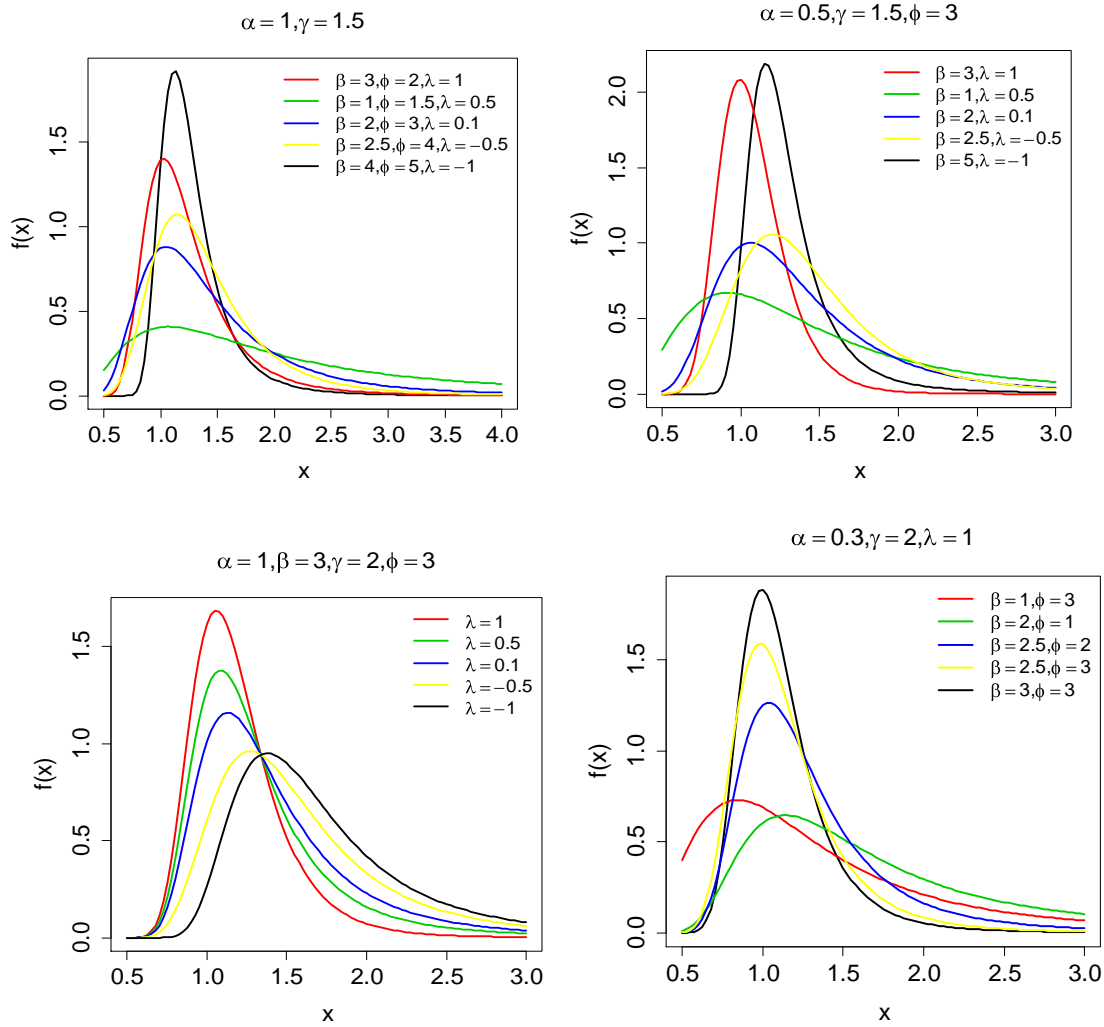 α = 1,γ = 1.5
β = 3,ϕ = 2,λ = 1
β = 1,ϕ = 1.5,λ = 0.5
β = 2,ϕ = 3,λ = 0.1
β = 2.5,ϕ = 4,λ = −0.5
β = 4,ϕ = 5,λ = −1
f(x)
0.0 0.5 1.0 1.5
0.5 1.0 1.5 2.0 2.5 3.0 3.5 4.0
x
α = 0.5,γ = 1.5,ϕ = 3
β = 3,λ = 1
β = 1,λ = 0.5
β = 2,λ = 0.1
β = 2.5,λ = −0.5
β = 5,λ = −1
f(x)
0.0 0.5 1.0 1.5 2.0
0.5 1.0 1.5 2.0 2.5 3.0
x
α = 1,β = 3,γ = 2,ϕ = 3
λ = 1
λ = 0.5
λ = 0.1
λ = −0.5
λ = −1
f(x)
0.0 0.5 1.0 1.5
0.5 1.0 1.5 2.0 2.5 3.0
x
α = 0.3,γ = 2,λ = 1
β = 1,ϕ = 3
β = 2,ϕ = 1
β = 2.5,ϕ = 2
β = 2.5,ϕ = 3
β = 3,ϕ = 3
f(x)
0.0 0.5 1.0 1.5
0.5 1.0 1.5 2.0 2.5 3.0
x